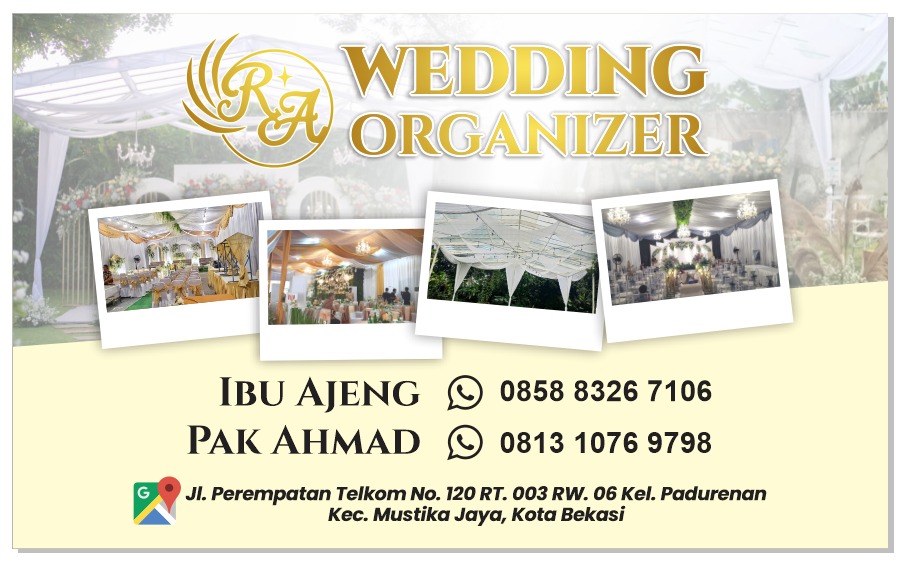 RA
WEDDING
ORGANIZER
IBU AJENG 0858 8326 7106
PAK AHMAD 0813 1076 9798
G
Jl. Perempatan Telkom No. 120 RT. 003 RW. 06 Kel. Padurenan
Kec. Mustika Jaya, Kota Bekasi